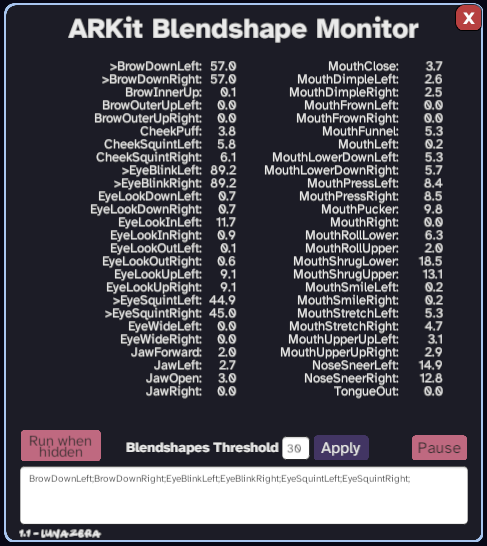 X
ARKit Blendshape Monitor
>BrowDownLeft: 57.0
>BrowDownRight: 57.0
BrowInnerUp: 0.1
BrowOuterUpLeft: 0.0
BrowOuterUpRight: 0.0
CheekPuff: 3.8
CheekSquintLeft: 5.8
CheekSquintRight: 6.1
>EyeBlinkLeft: 89.2
>EyeBlinkRight: 89.2
EyeLookDownLeft: 0.7
EyeLookDownRight: 0.7
EyeLookInLeft: 11.7
EyeLookInRight: 0.9
EyeLookOutLeft: 0.1
EyeLookOutRight: 0.6
EyeLookUpLeft: 9.1
EyeLookUpRight: 9.1
>EyeSquintLeft: 44.9
>EyeSquintRight: 45.0
EyeWideLeft: 0.0
EyeWideRight: 0.0
JawForward: 2.0
JawLeft: 2.7
JawOpen: 3.0
JawRight: 0.0
MouthClose: 3.7
MouthDimpleLeft: 2.6
MouthDimpleRight: 2.5
MouthFrownLeft: 0.0
MouthFrownRight: 0.0
MouthFunnel: 5.3
MouthLeft: 0.2
MouthLowerDownLeft: 5.3
MouthLowerDownRight: 5.7
MouthPressLeft: 8.4
MouthPressRight: 8.5
MouthPucker: 9.8
MouthRight: 0.0
MouthRollLower: 6.3
MouthRollUpper: 2.0
MouthShrugLower: 18.5
MouthShrugUpper: 13.1
MouthSmileLeft: 0.2
MouthSmileRight: 0.2
MouthStretchLeft: 5.3
MouthStretchRight: 4.7
MouthUpperUpLeft: 3.1
MouthUpperUpRight: 2.9
NoseSneerLeft: 14.9
NoseSneerRight: 12.8
TongueOut: 0.0
Run when
hidden
Blendshapes Threshold 30 Apply
Pause
BrowDownLeft;BrowDownRight;EyeBlinkLeft;EyeBlinkRight;EyeSquintLeft;EyeSquintRight;
1.1 - LUNAZERA